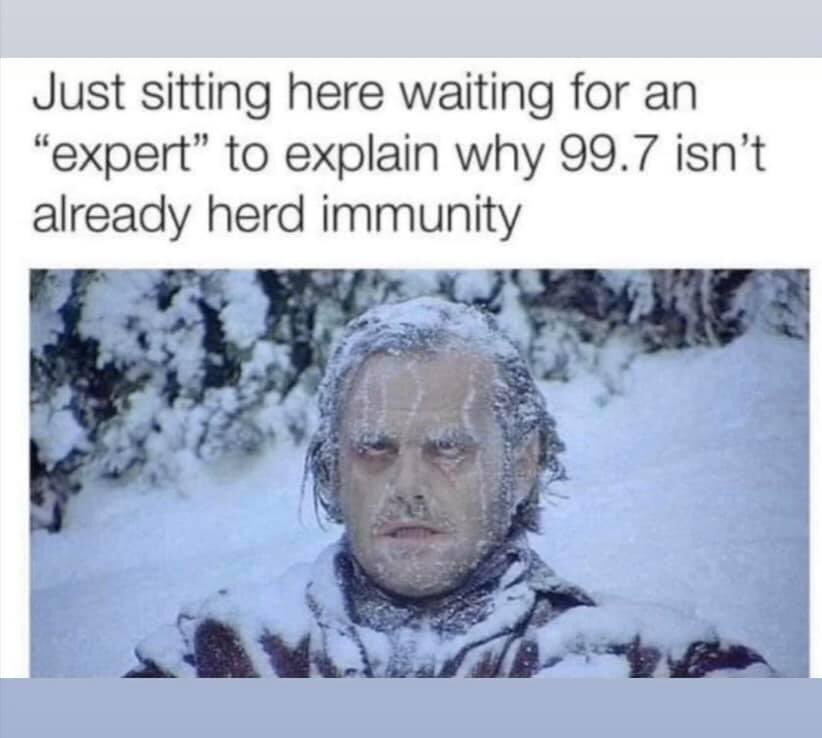 Just sitting here waiting for an
“expert” to explain why 99.7 isn’t
already herd immunity